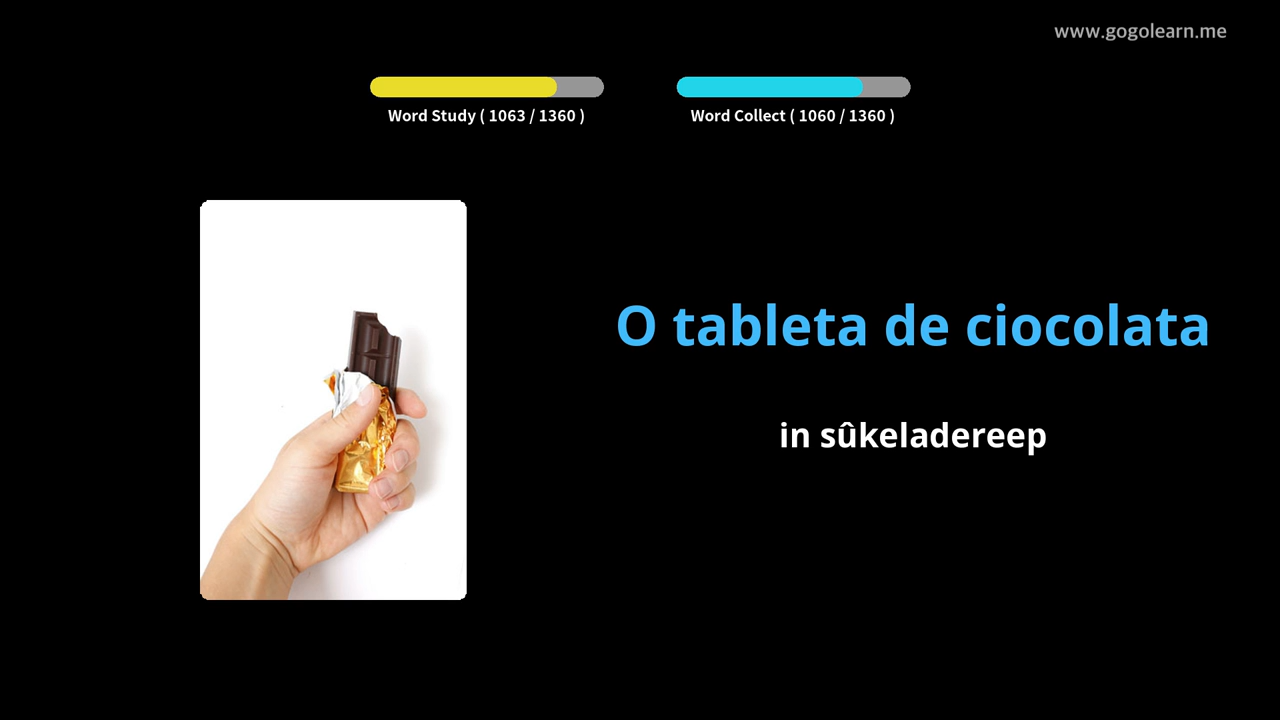 www.gogolearn.me
Word Study ( 1063 / 1360 )
Word Collect ( 1060 / 1360 )
O tableta de ciocolata
in sûkeladereep